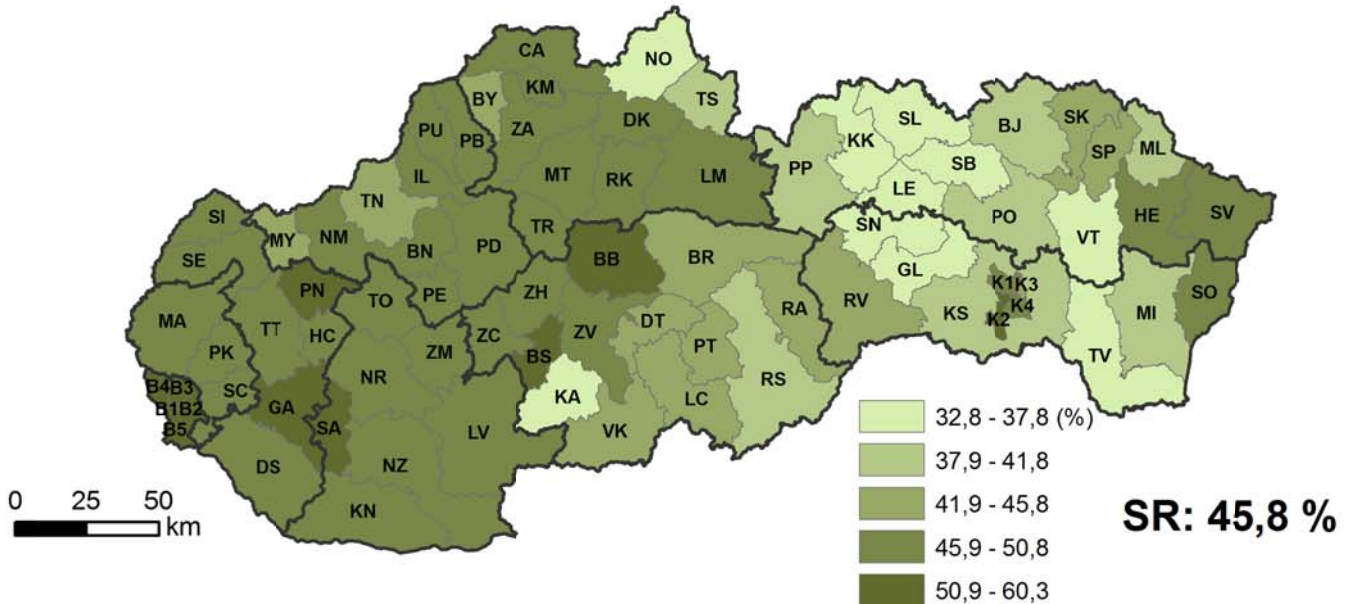 CA
NO
BY
KM
TS
PU
PB
ZA
DK
SL
BJ
SK
KK
SP
ML
IL
MT
RK
LM
PP
SB
TN
LE
SI
PO
HE
SV
MY
NM
BN
PD
TR
SN
VT
SE
BB
BR
GL
PN
PE
ZH
TO
K1
K3
SO
MA
TT
HC
RV
RA
KS
K4
MI
PK
ZM
ZC
ZV
DT
K2
BS
PT
TV
B4
B3
SC
NR
RS
B1
B2
GA
KA
LC
B5
SA
LV
VK
DS
NZ
KN
0 25 50
km
32,8 - 37,8 (%)
37,9 - 41,8
41,9 - 45,8
45,9 - 50,8
50,9 - 60,3
SR: 45,8 %